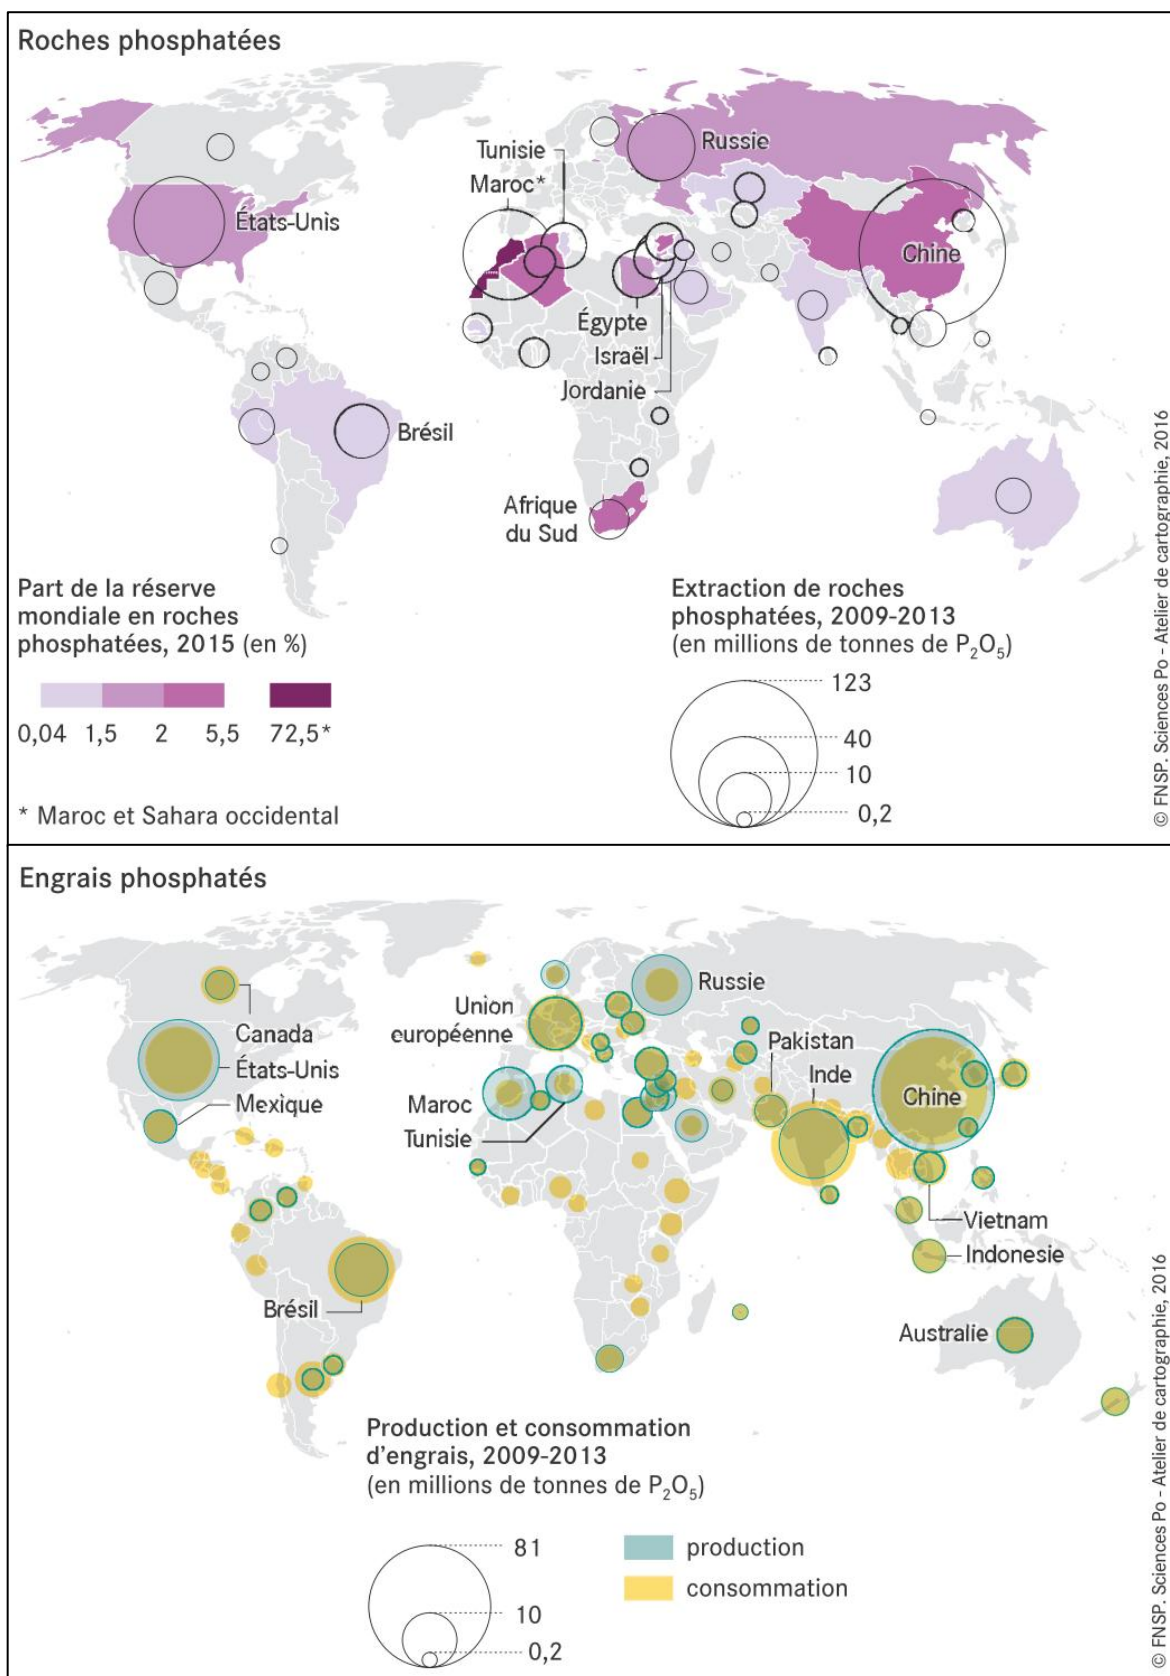 Roches phosphatées
Tunisie
Maroc*
Russie
États-Unis
Chine
Égypte
Israël
Jordanie
Brésil
Afrique
du Sud
Part de la réserve
mondiale en roches
phosphatées, 2015 (en %)
0,04 1,5 2 5,5 72,5*
* Maroc et Sahara occidental
Extraction de roches
phosphatées, 2009-2013
(en millions de tonnes de P₂O₅)
123
40
10
0,2
© FNSP. Sciences Po - Atelier de cartographie, 2016
Engrais phosphatés
Canada
États-Unis
Mexique
Union
européenne
Russie
Maroc
Tunisie
Pakistan
Inde
Chine
Vietnam
Indonesie
Brésil
Australie
Production et consommation
d'engrais, 2009-2013
(en millions de tonnes de P₂O₅)
81
10
0,2
production
consommation
© FNSP. Sciences Po - Atelier de cartographie, 2016